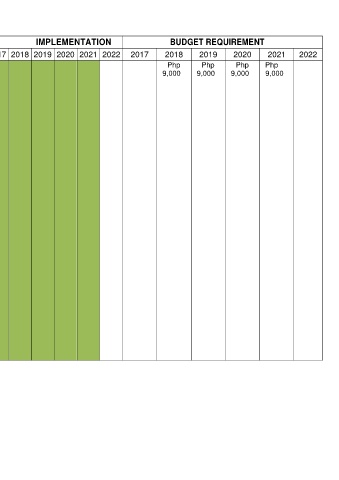 IMPLEMENTATION BUDGET REQUIREMENT
17 2018 2019 2020 2021 2022 2017 2018 2019 2020 2021 2022
Php Php Php Php
9,000 9,000 9,000 9,000